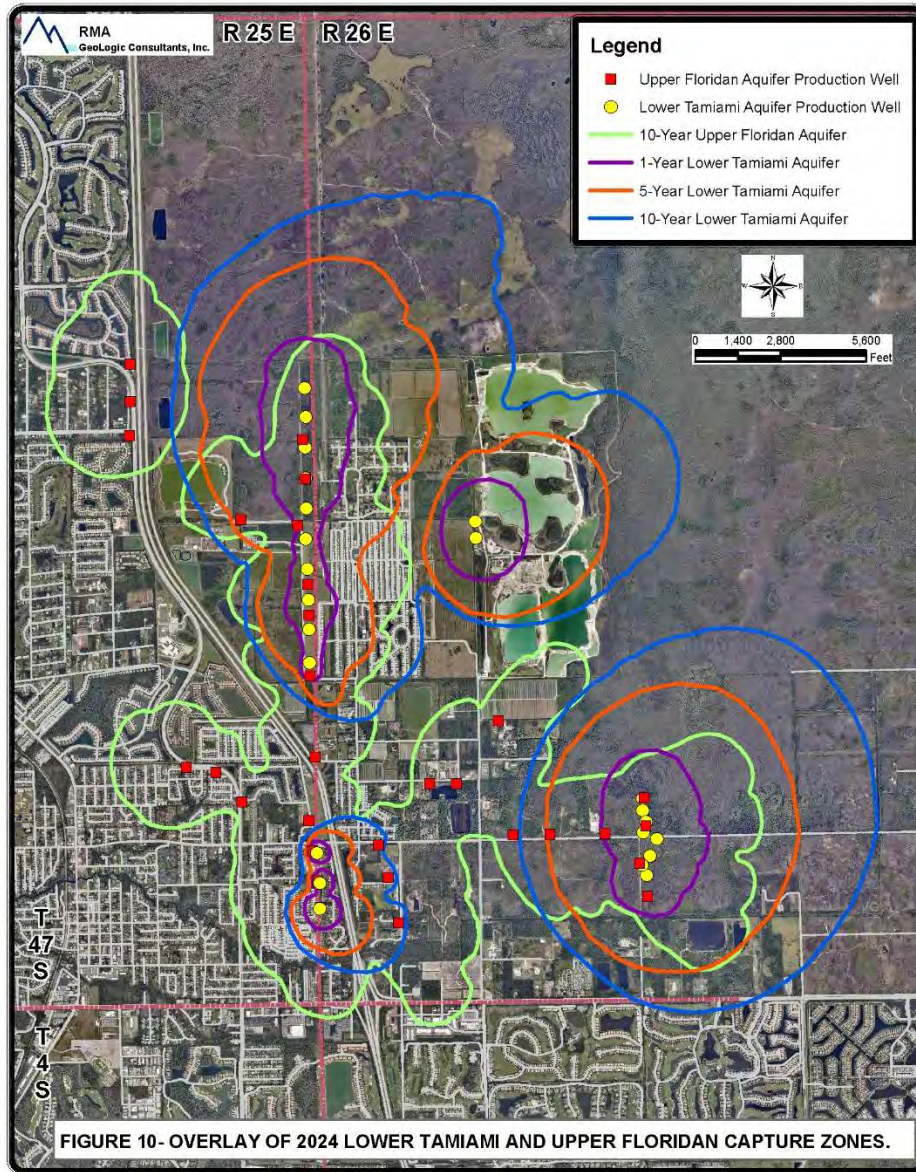 RMA
GeoLogic Consultants, Inc.
R 25 E
R 26 E
Legend
Upper Floridan Aquifer Production Well
Lower Tamiami Aquifer Production Well
10-Year Upper Floridan Aquifer
1-Year Lower Tamiami Aquifer
5-Year Lower Tamiami Aquifer
10-Year Lower Tamiami Aquifer
N
W E
S
0 1,400 2,800 5,600
Feet
T
47
S
T
4
S
FIGURE 10- OVERLAY OF 2024 LOWER TAMIAMI AND UPPER FLORIDAN CAPTURE ZONES.